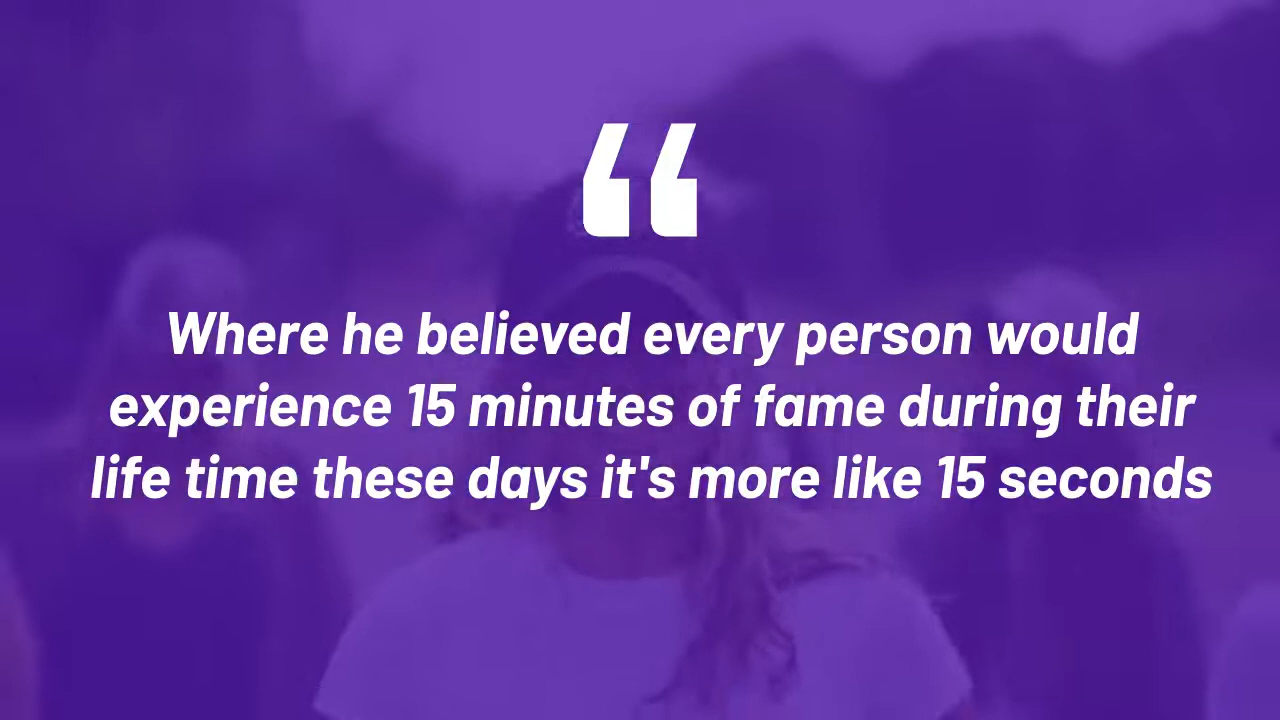 “
Where he believed every person would
experience 15 minutes of fame during their
life time these days it's more like 15 seconds